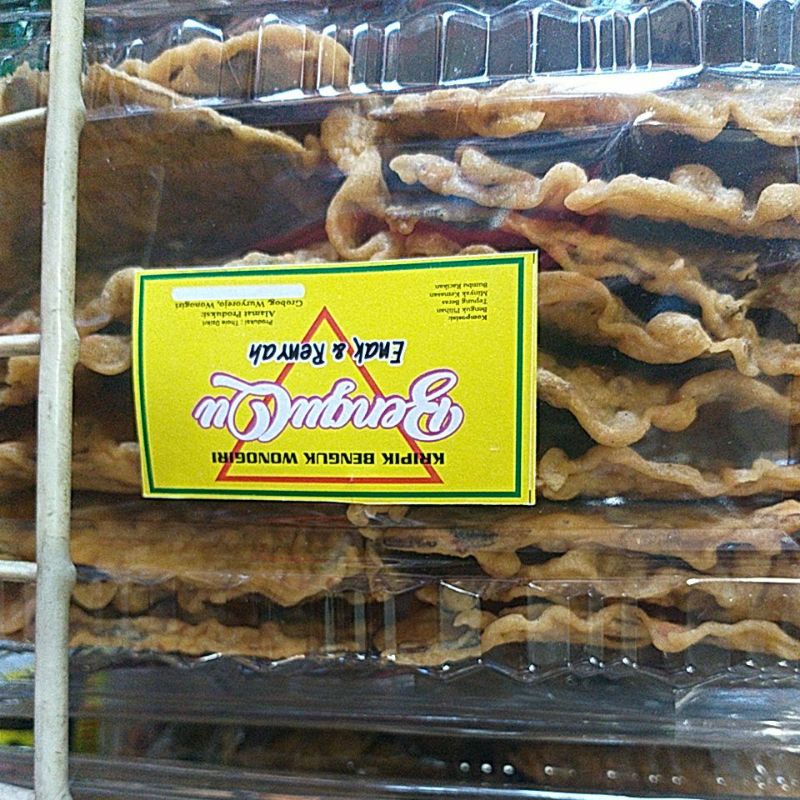 KRIPIK BENGUK WONOGIRI
BenguQu
Enak & Renyah
Komposisi:
Benguk Pilihan
Tepung Beras
Minyak Kemasan
Bumbu Racikan
Alamat Produksi:
Grobog, Wuryorejo, Wonogiri